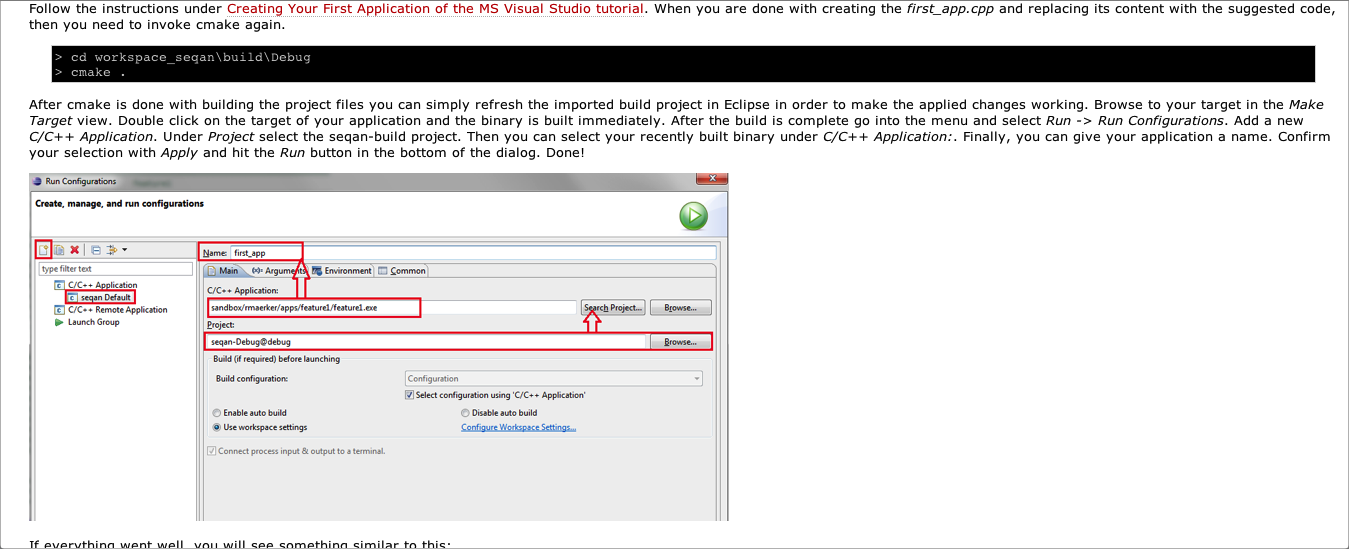 Follow the instructions under Creating Your First Application of the MS Visual Studio tutorial. When you are done with creating the first_app.cpp and replacing its content with the suggested code,
then you need to invoke cmake again.
> cd workspace_seqan\build\Debug
> cmake .
After cmake is done with building the project files you can simply refresh the imported build project in Eclipse in order to make the applied changes working. Browse to your target in the Make
Target view. Double click on the target of your application and the binary is built immediately. After the build is complete go into the menu and select Run -> Run Configurations. Add a new
C/C++ Application. Under Project select the seqan-build project. Then you can select your recently built binary under C/C++ Application:. Finally, you can give your application a name. Confirm
your selection with Apply and hit the Run button in the bottom of the dialog. Done!
Run Configurations
Create, manage, and run configurations
Name: first_app
type filter text
Main Arguments Environment Common
C/C++ Application
C/C++ Application:
seqan Default
C/C++ Remote Application
sandbox/rmaerker/apps/feature1/feature1.exe Search Project... Browse...
Launch Group
Project:
seqan-Debug@debug Browse...
Build (if required) before launching
Build configuration: Configuration
Select configuration using 'C/C++ Application'
Enable auto build Disable auto build
Use workspace settings Configure Workspace Settings...
Connect process input & output to a terminal.
If everything went well, you will see something similar to this: